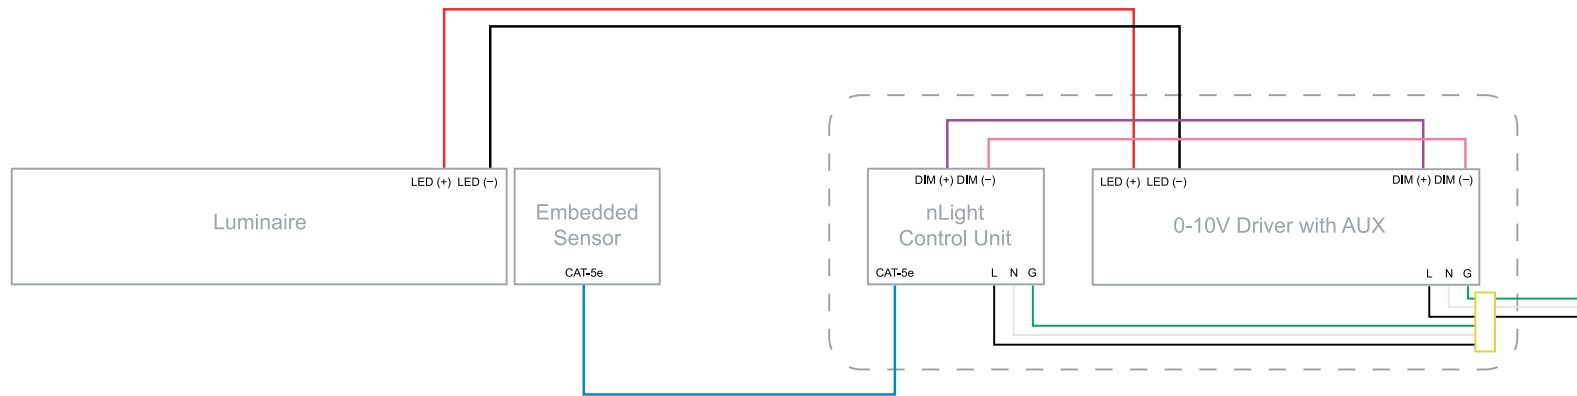 LED (+) LED (−)
Luminaire
Embedded
Sensor
CAT-5e
DIM (+) DIM (−)
nLight
Control Unit
CAT-5e
L N G
LED (+) LED (−)
DIM (+) DIM (−)
0-10V Driver with AUX
L N G